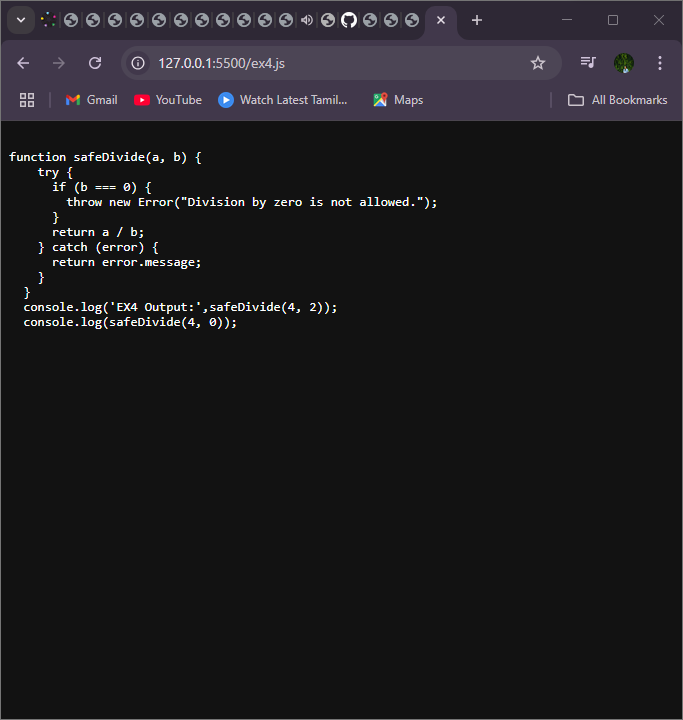 127.0.0.1:5500/ex4.js
Gmail
YouTube
Watch Latest Tamil...
Maps
All Bookmarks
function safeDivide(a, b) {
    try {
      if (b === 0) {
        throw new Error("Division by zero is not allowed.");
      }
      return a / b;
    } catch (error) {
      return error.message;
    }
  }
  console.log('EX4 Output:',safeDivide(4, 2));
  console.log(safeDivide(4, 0));